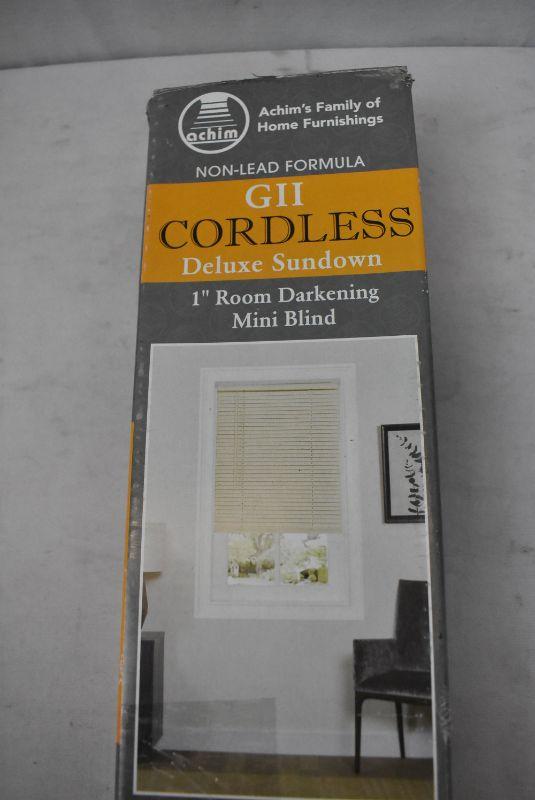 achim
Achim's Family of
Home Furnishings
NON-LEAD FORMULA
GII
CORDLESS
Deluxe Sundown
1" Room Darkening
Mini Blind